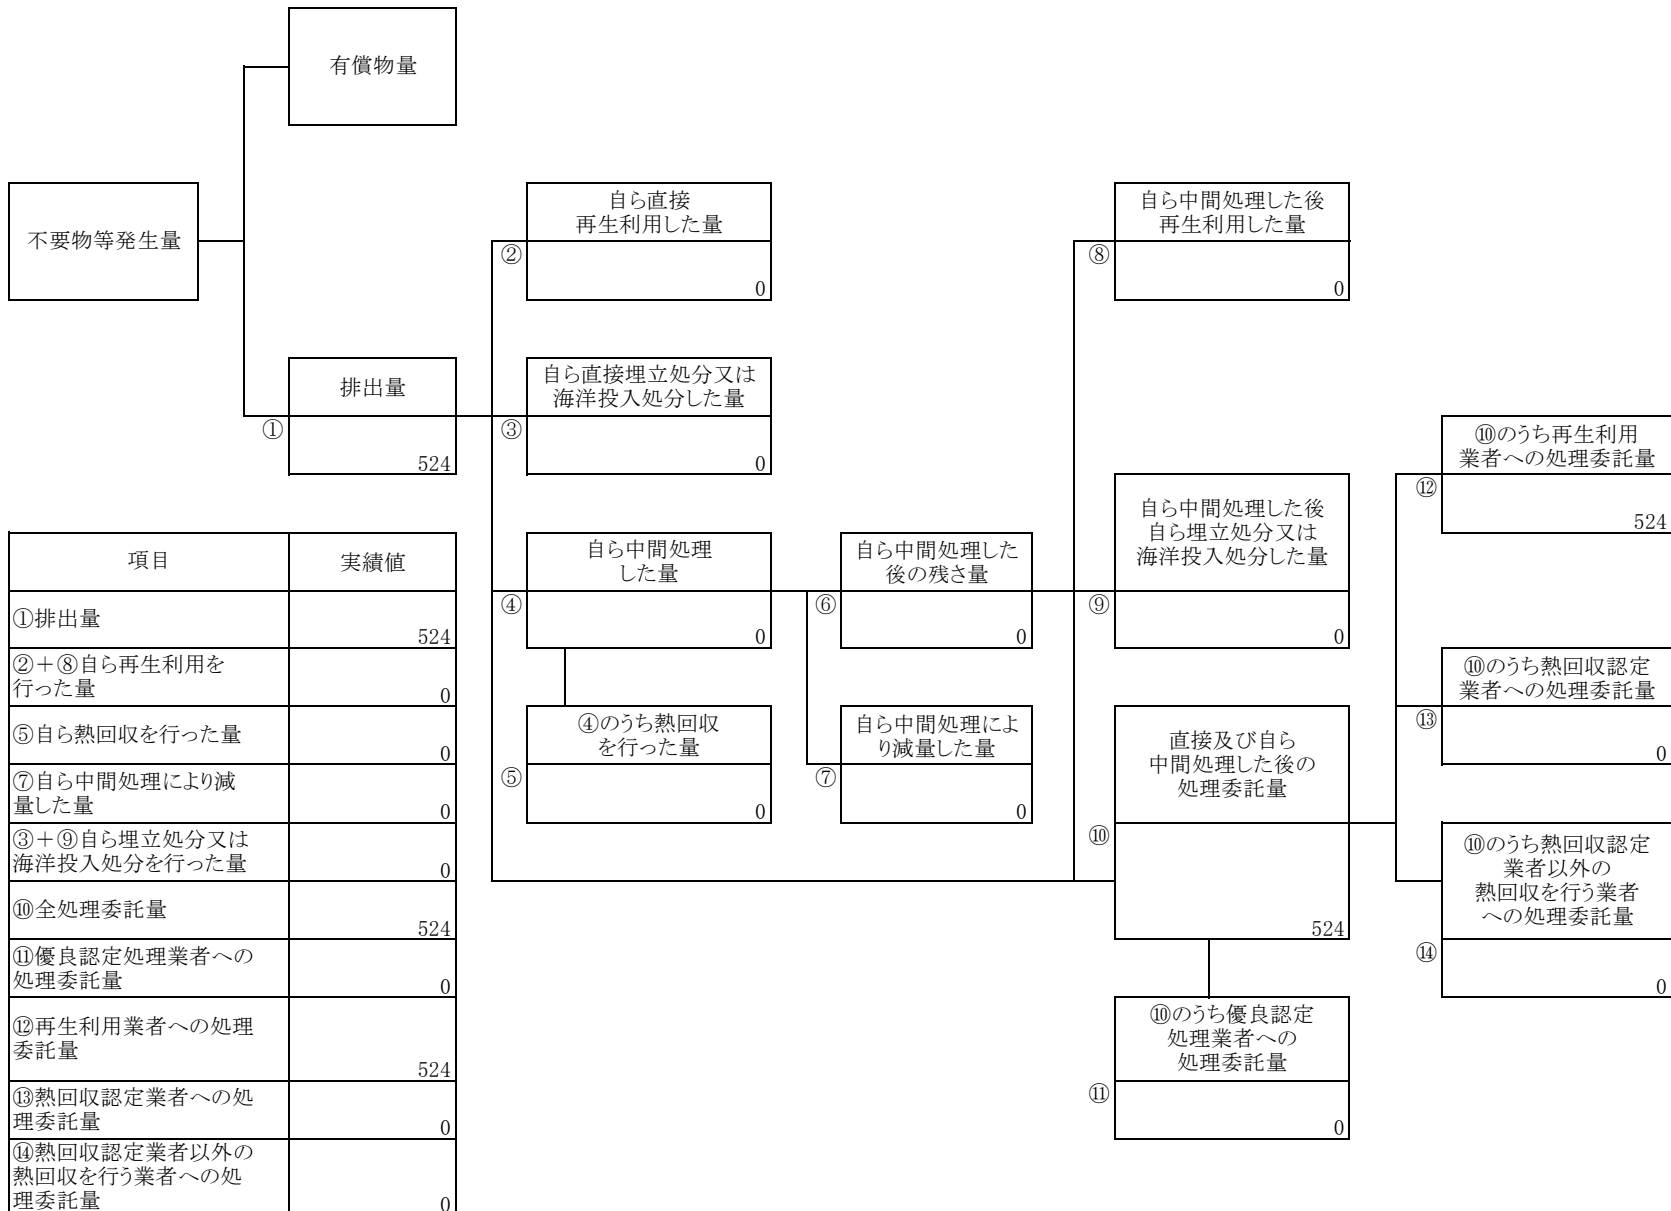 有償物量
不要物等発生量
自ら直接
再生利用した量
②
0
自ら中間処理した後
再生利用した量
⑧
0
排出量
①
524
自ら直接埋立処分又は
海洋投入処分した量
③
0
⑩のうち再生利用
業者への処理委託量
⑫
524
自ら中間処理
した量
④
0
自ら中間処理した
後の残さ量
⑥
0
自ら中間処理した後
自ら埋立処分又は
海洋投入処分した量
⑨
0
⑩のうち熱回収認定
業者への処理委託量
⑬
0
④のうち熱回収
を行った量
⑤
0
自ら中間処理によ
り減量した量
⑦
0
直接及び自ら
中間処理した後の
処理委託量
⑩
524
⑩のうち熱回収認定
業者以外の
熱回収を行う業者
への処理委託量
⑭
0
⑩のうち優良認定
処理業者への
処理委託量
⑪
0
項目
実績値
①排出量
524
②+⑧自ら再生利用を
行った量
0
⑤自ら熱回収を行った量
0
⑦自ら中間処理により減
量した量
0
③+⑨自ら埋立処分又は
海洋投入処分を行った量
0
⑩全処理委託量
524
⑪優良認定処理業者への
処理委託量
0
⑫再生利用業者への処理
委託量
524
⑬熱回収認定業者への処
理委託量
0
⑭熱回収認定業者以外の
熱回収を行う業者への処
理委託量
0